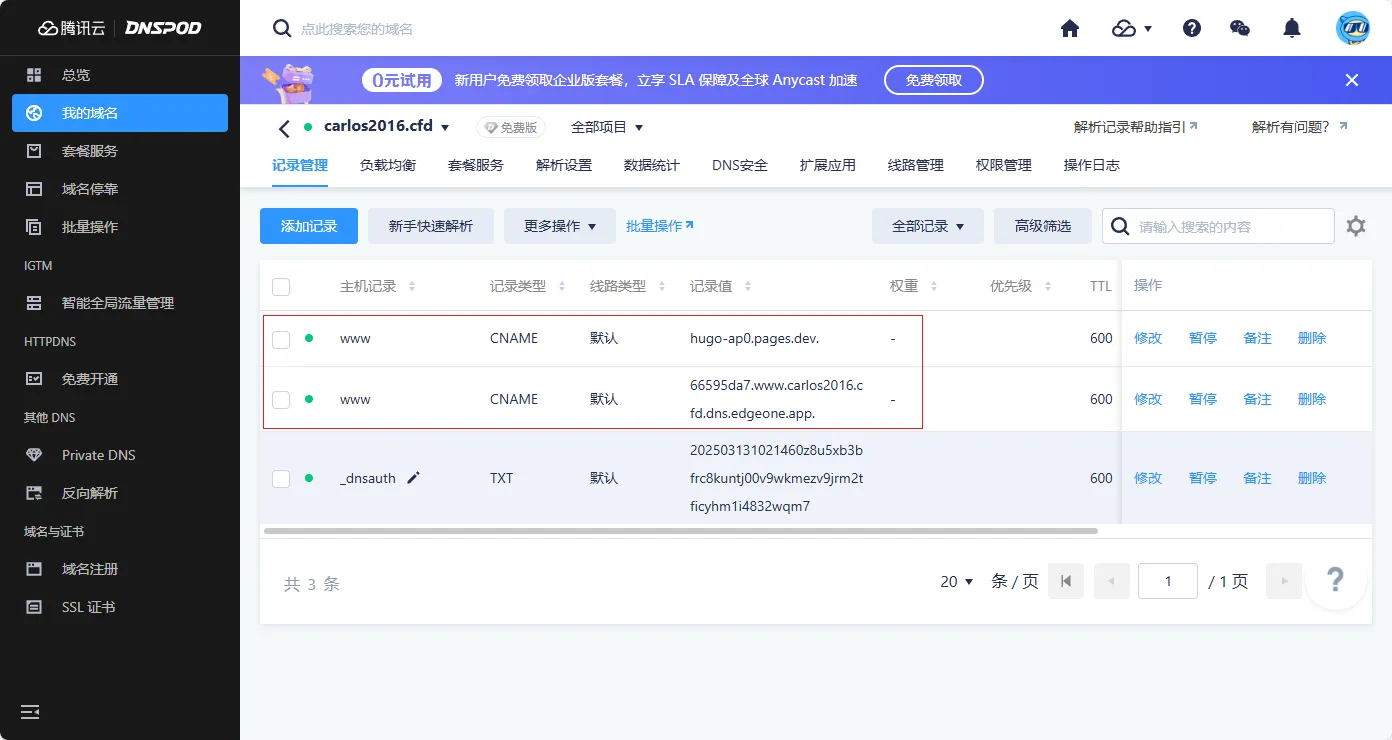 腾讯云 DNSPOD
点此搜索您的域名
总览
我的域名
套餐服务
域名停靠
批量操作
IGTM
智能全局流量管理
HTTPDNS
免费开通
其他 DNS
Private DNS
反向解析
域名与证书
域名注册
SSL 证书
0元试用 新用户免费领取企业版套餐，立享 SLA 保障及全球 Anycast 加速 免费领取
carlos2016.cfd 免费版 全部项目 解析记录帮助指引 解析有问题？
记录管理 负载均衡 套餐服务 解析设置 数据统计 DNS安全 扩展应用 线路管理 权限管理 操作日志
添加记录 新手快速解析 更多操作 批量操作 全部记录 高级筛选 请输入搜索的内容
主机记录 记录类型 线路类型 记录值 权重 优先级 TTL 操作
www CNAME 默认 hugo-ap0.pages.dev. - 600 修改 暂停 备注 删除
www CNAME 默认 66595da7.www.carlos2016.c
fd.dns.edgeone.app. - 600 修改 暂停 备注 删除
_dnsauth TXT 默认 202503131021460z8u5xb3b
frc8kuntj00v9wkmezv9jrm2t
ficyhm1i4832wqm7 600 修改 暂停 备注 删除
共 3 条 20 条 / 页 1 / 1 页
?